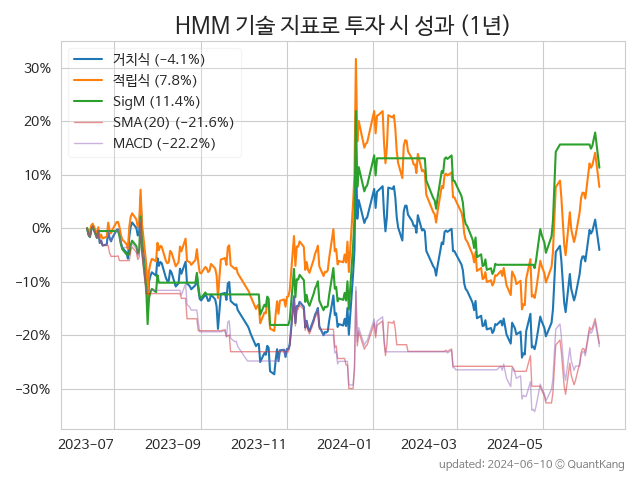 HMM 기술 지표로 투자 시 성과 (1년)
거치식 (−4.1%)
적립식 (7.8%)
SigM (11.4%)
SMA(20) (−21.6%)
MACD (−22.2%)
30%
20%
10%
0%
−10%
−20%
−30%
2023−07 2023−09 2023−11 2024−01 2024−03 2024−05
updated: 2024−06−10 © QuantKang